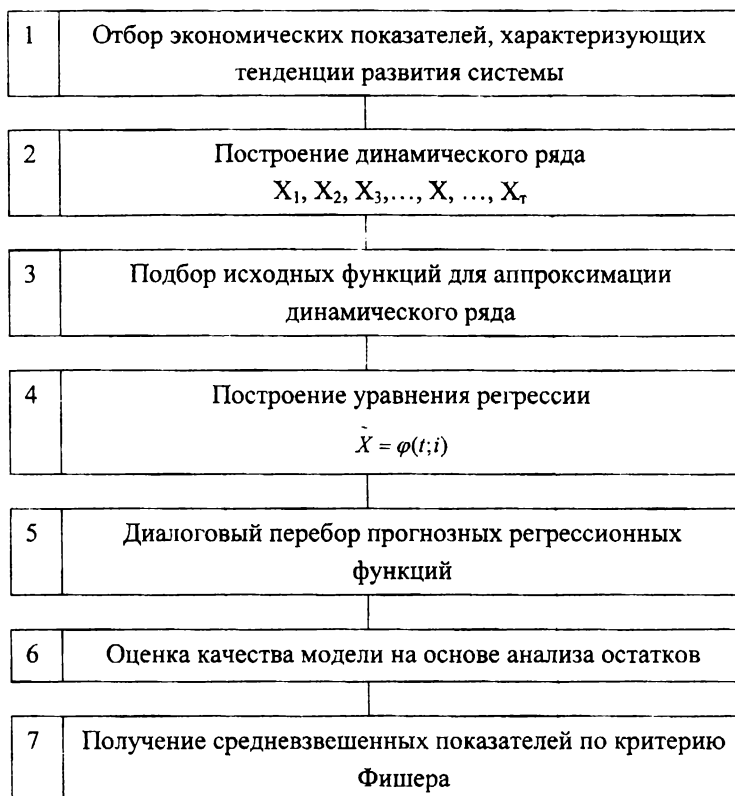 1 Отбор экономических показателей, характеризующих
тенденции развития системы
2 Построение динамического ряда
X₁, X₂, X₃,..., X, ..., Xт
3 Подбор исходных функций для аппроксимации
динамического ряда
4 Построение уравнения регрессии
X̃ = φ(t;i)
5 Диалоговый перебор прогнозных регрессионных
функций
6 Оценка качества модели на основе анализа остатков
7 Получение средневзвешенных показателей по критерию
Фишера